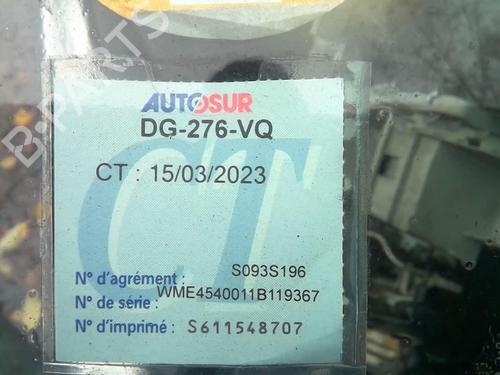 AUTOSUR
DG-276-VQ
CT : 15/03/2023
CT
N° d'agrément : S093S196
N° de série : WME4540011B119367
N° d'imprimé : S611548707
B-PARTS